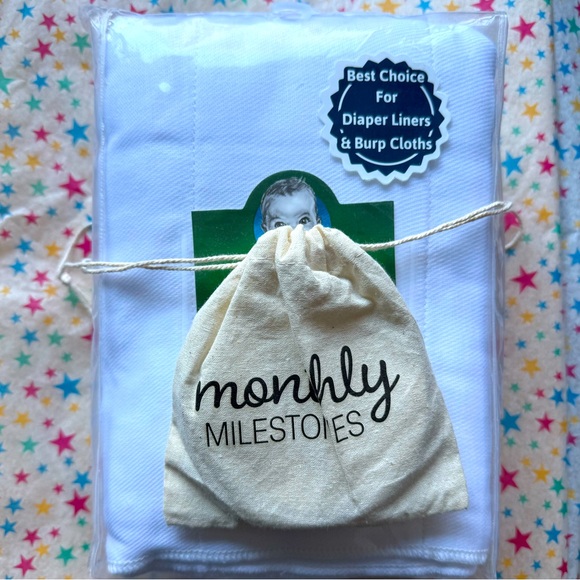 Best Choice
For
Diaper Liners
& Burp Cloths
monthly
MILESTONES